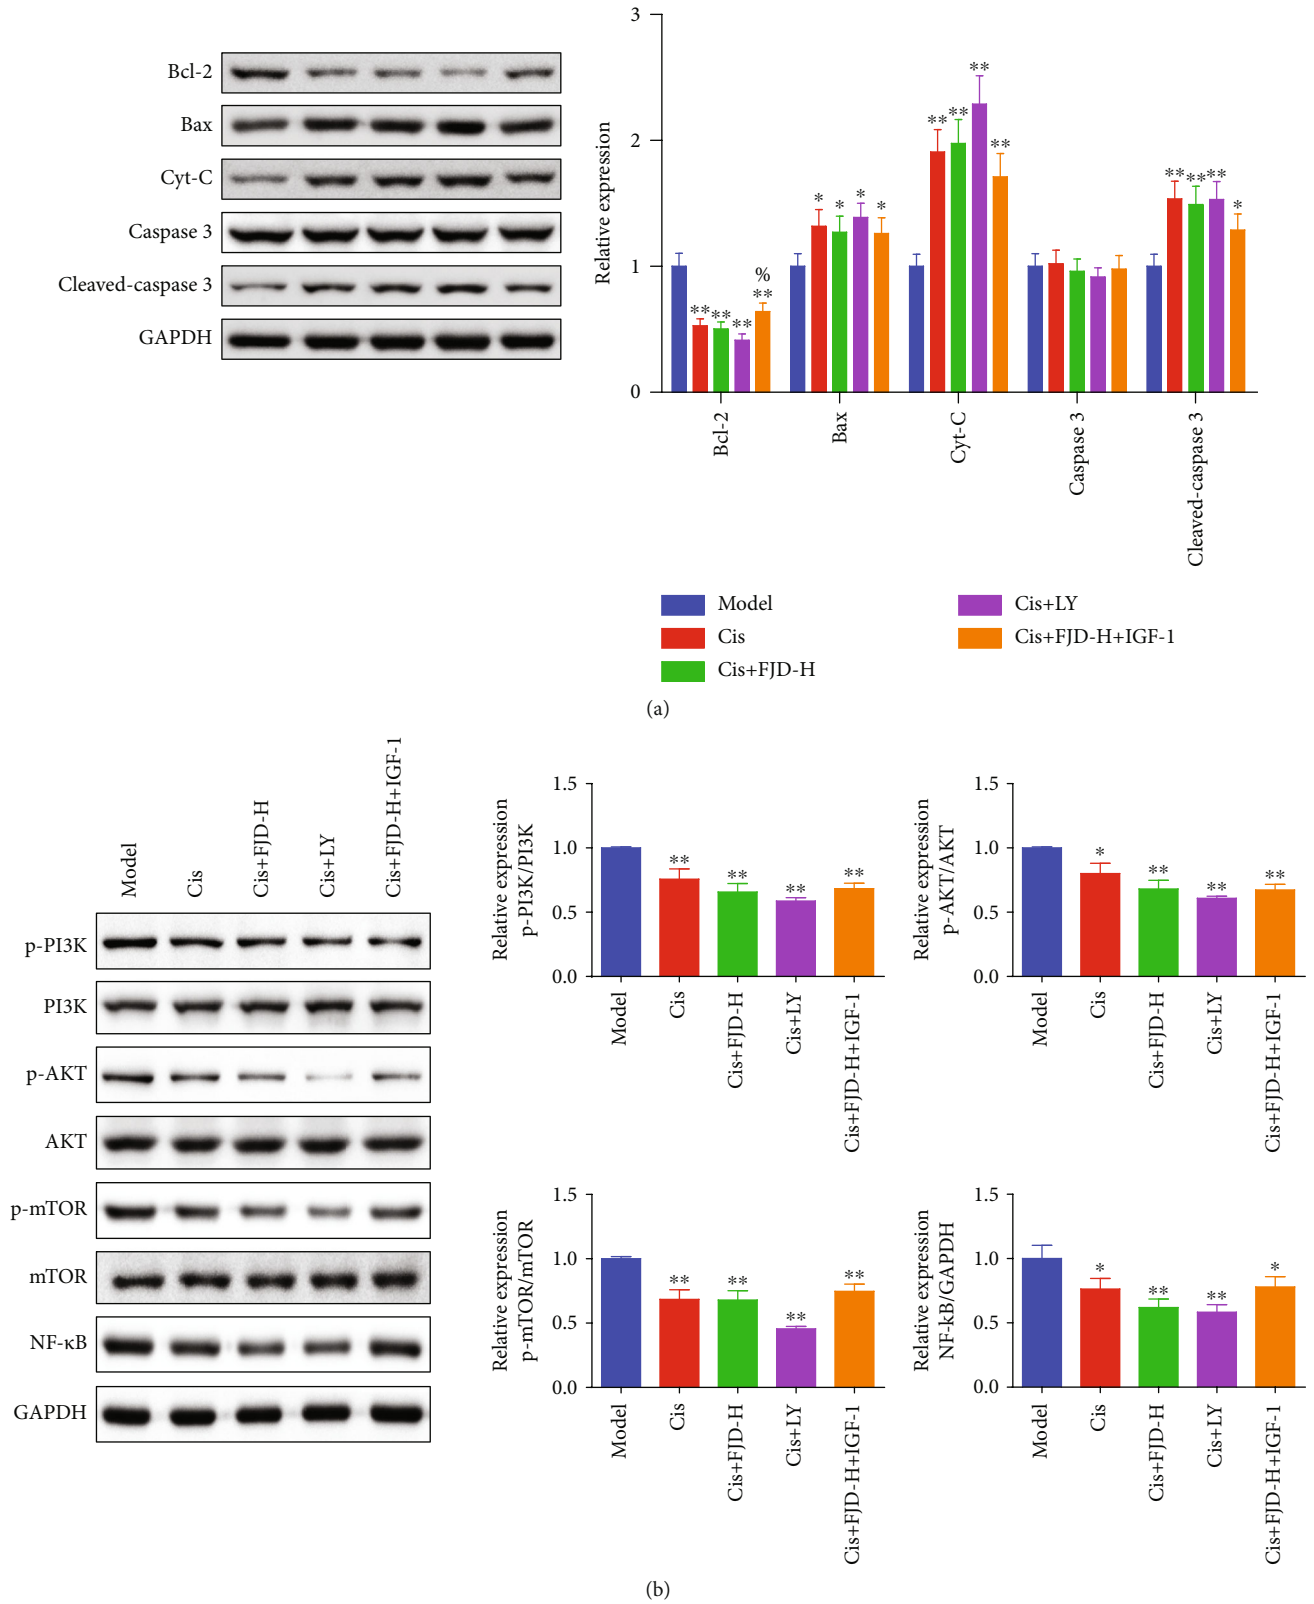 Bcl-2
Bax
Cyt-C
Caspase 3
Cleaved-caspase 3
GAPDH
Relative expression
3
2
1
0
** ** ** %
**
* * * *
** ** ** **
** ** ** *
Bcl-2
Bax
Cyt-C
Caspase 3
Cleaved-caspase 3
Model
Cis
Cis+FJD-H
Cis+LY
Cis+FJD-H+IGF-1
(a)
Model
Cis
Cis+FJD-H
Cis+LY
Cis+FJD-H+IGF-1
p-PI3K
PI3K
p-AKT
AKT
p-mTOR
mTOR
NF-κB
GAPDH
Relative expression
p-PI3K/PI3K
1.5
1.0
0.5
0.0
** ** ** **
Model
Cis
Cis+FJD-H
Cis+LY
Cis+FJD-H+IGF-1
Relative expression
p-AKT/AKT
1.5
1.0
0.5
0.0
* ** ** **
Model
Cis
Cis+FJD-H
Cis+LY
Cis+FJD-H+IGF-1
Relative expression
p-mTOR/mTOR
1.5
1.0
0.5
0.0
** ** ** **
Model
Cis
Cis+FJD-H
Cis+LY
Cis+FJD-H+IGF-1
Relative expression
NF-kB/GAPDH
1.5
1.0
0.5
0.0
* ** ** *
Model
Cis
Cis+FJD-H
Cis+LY
Cis+FJD-H+IGF-1
(b)